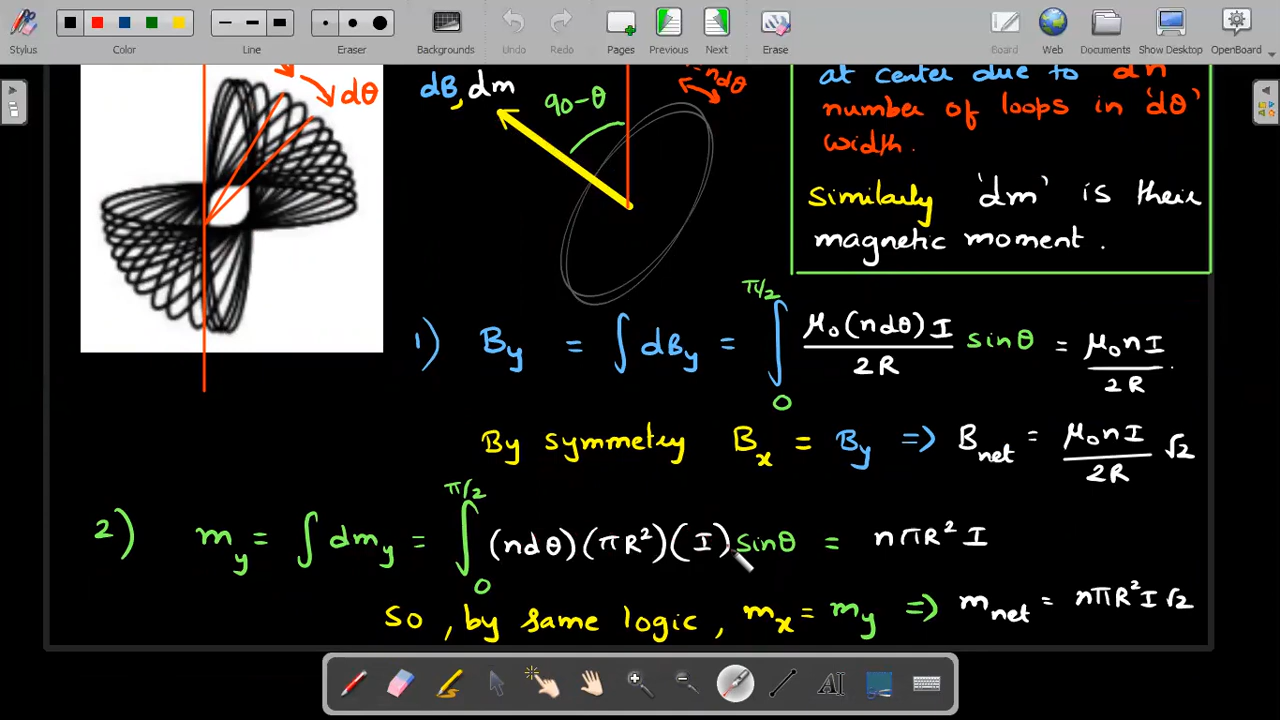 Stylus
Color
Line
Eraser
Backgrounds
Undo
Redo
Pages
Previous
Next
Erase
Board
Web
Documents
Show Desktop
OpenBoard
dθ
dB, dm
90-θ
at center due to 'dn'
number of loops in 'dθ'
width.
Similarly 'dm' is their
magnetic moment.
1) By = ∫ dBy = ∫₀^π/2 μ₀(ndθ)I / 2R sinθ = μ₀nI / 2R
By symmetry Bx = By => Bnet = μ₀nI / 2R √2
2) my = ∫ dmy = ∫₀^π/2 (ndθ)(πR²)(I) sinθ = nπR² I
So, by same logic, mx = my => mnet = nπR²I√2